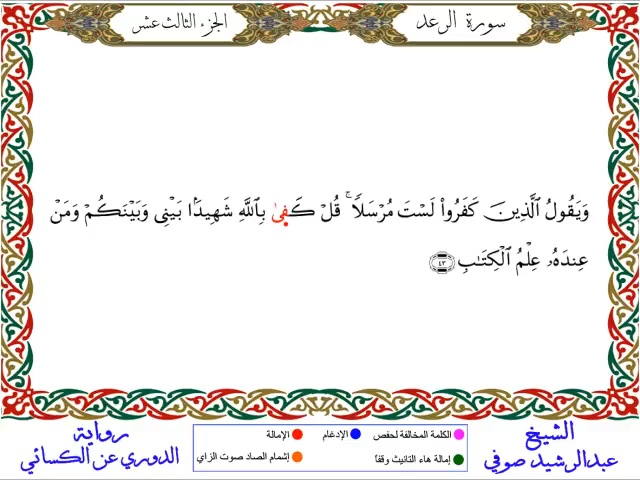 سورة الرعد
الجزء الثالث عشر
وَيَقُولُ ٱلَّذِينَ كَفَرُواْ لَسْتَ مُرْسَلٗاۚ قُلْ كَفِىٰ بِٱللَّهِ شَهِيدَۢا بَيْنِى وَبَيْنَكُمْ وَمَنْ
عِندَهُۥ عِلْمُ ٱلْكِتَٰبِ ٤٣
الشيخ
عبدالرشيد صوفي
الكلمة المخالفة لحفص
الإدغام
الإمالة
إمالة هاء التانيث وقفاً
إشمام الصاد صوت الزاي
رواية
الدوري عن الكسائي